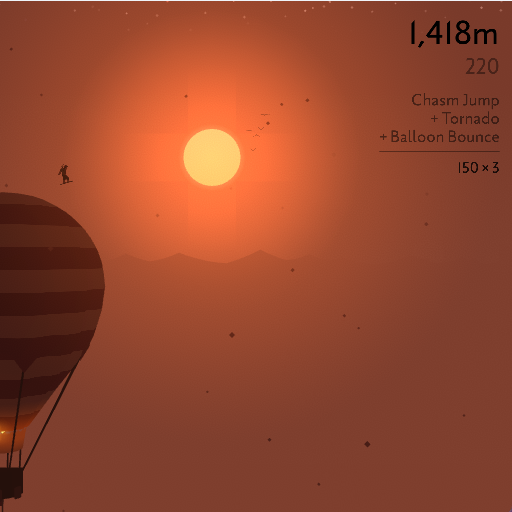 1,418m
220
Chasm Jump
+ Tornado
+ Balloon Bounce
150 × 3